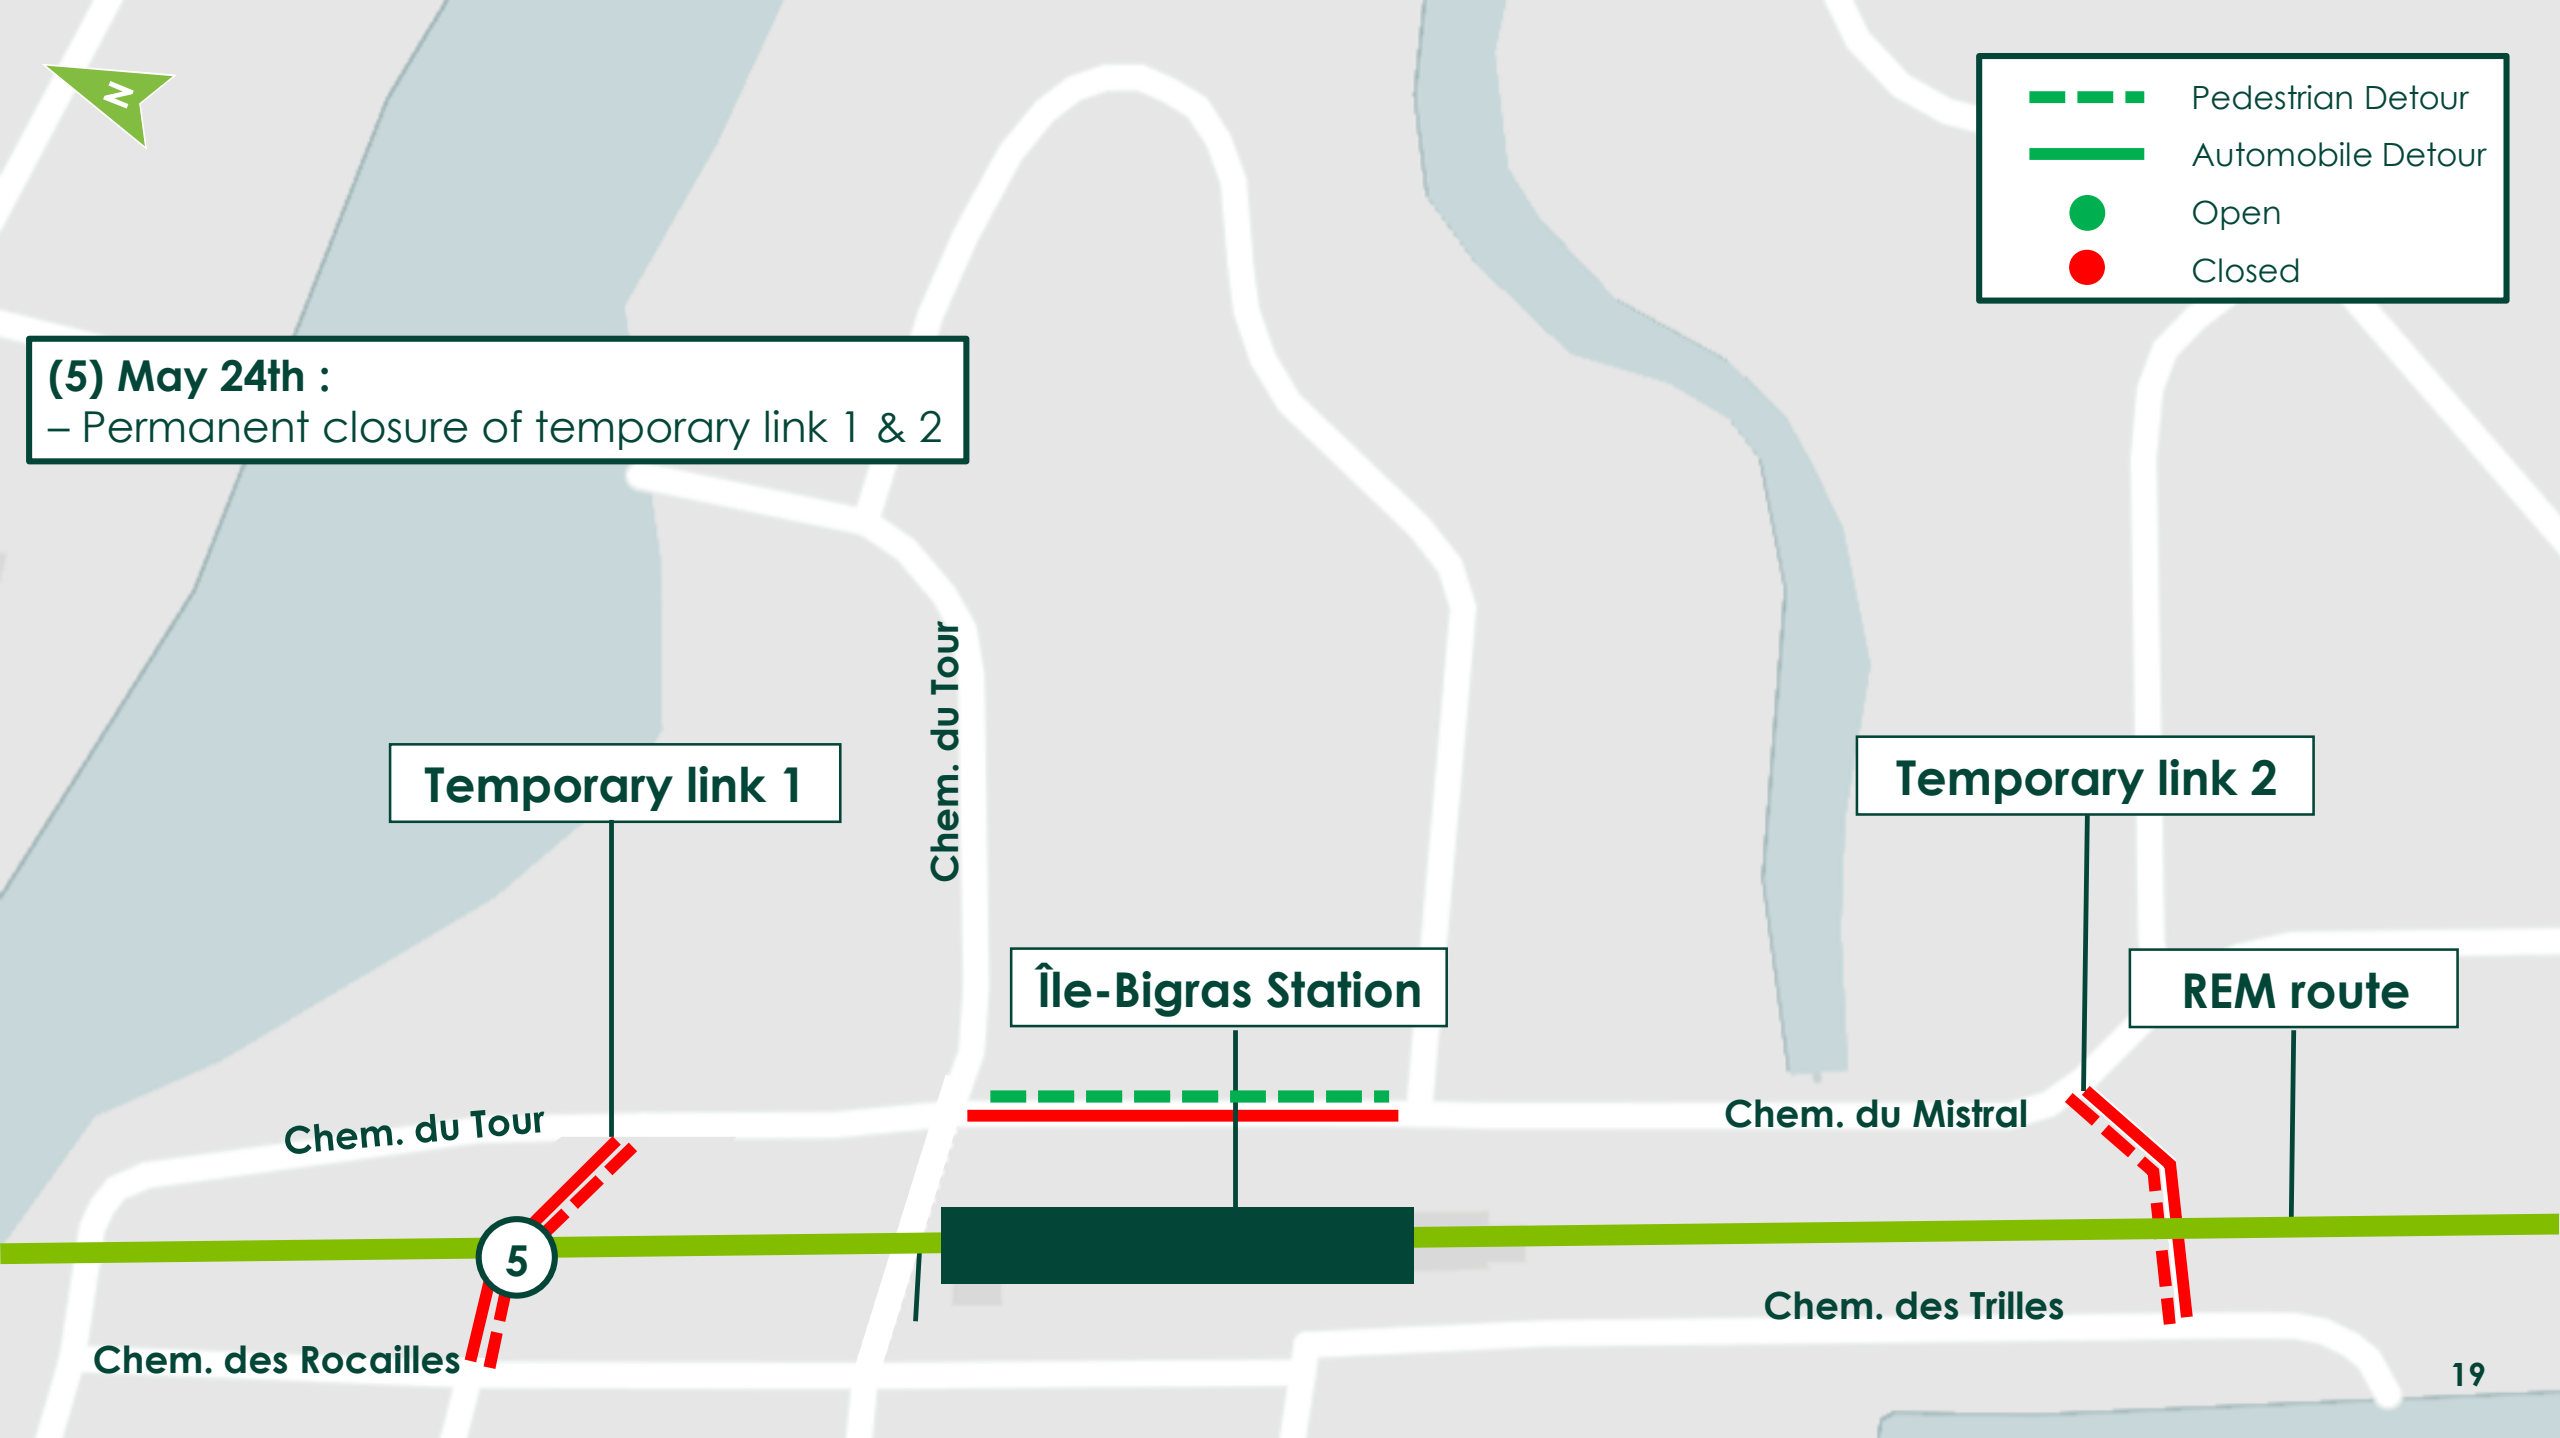 N
Pedestrian Detour
Automobile Detour
Open
Closed
(5) May 24th :
– Permanent closure of temporary link 1 & 2
Chem. du Tour
Temporary link 1
Temporary link 2
Île-Bigras Station
REM route
Chem. du Tour
Chem. du Mistral
5
Chem. des Trilles
Chem. des Rocailles
19